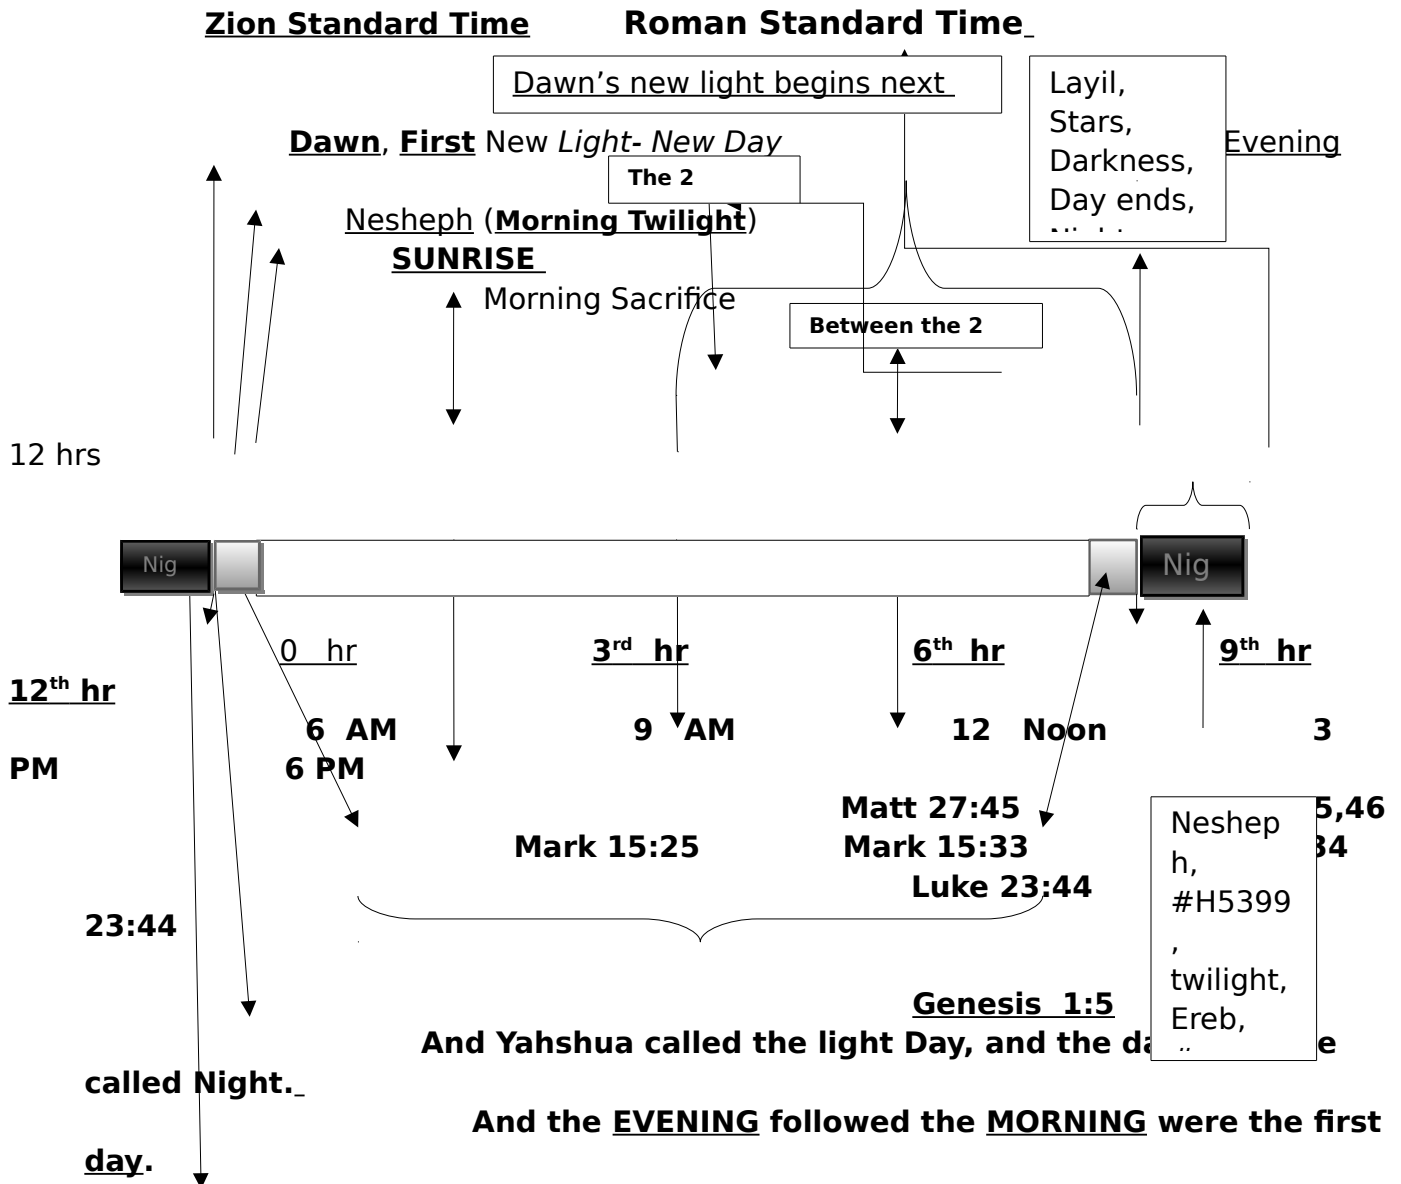 Zion Standard Time Roman Standard Time
Dawn’s new light begins next
Layil,
Stars,
Darkness,
Day ends,
Dawn, First New Light- New Day Evening
The 2
Nesheph (Morning Twilight)
SUNRISE
Morning Sacrifice
Between the 2
12 hrs
Nig Nig
0 hr 3rd hr 6th hr 9th hr
12th hr
6 AM 9 AM 12 Noon 3
PM 6 PM
Matt 27:45 5,46
Mark 15:25 Mark 15:33 34
Luke 23:44
23:44
Neshep
h,
#H5399
,
twilight,
Ereb,
Genesis 1:5
And Yahshua called the light Day, and the da e
called Night.
And the EVENING followed the MORNING were the first
day.